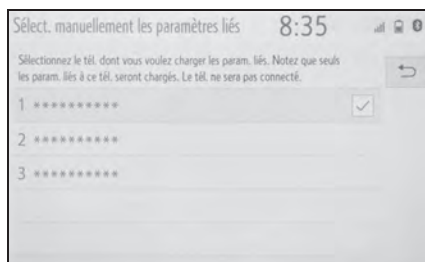 Sélect. manuellement les paramètres liés 8:35
Sélectionnez le tél. dont vous voulez charger les param. liés. Notez que seuls
les param. liés à ce tél. seront chargés. Le tél. ne sera pas connecté.
1 **********
2 **********
3 **********